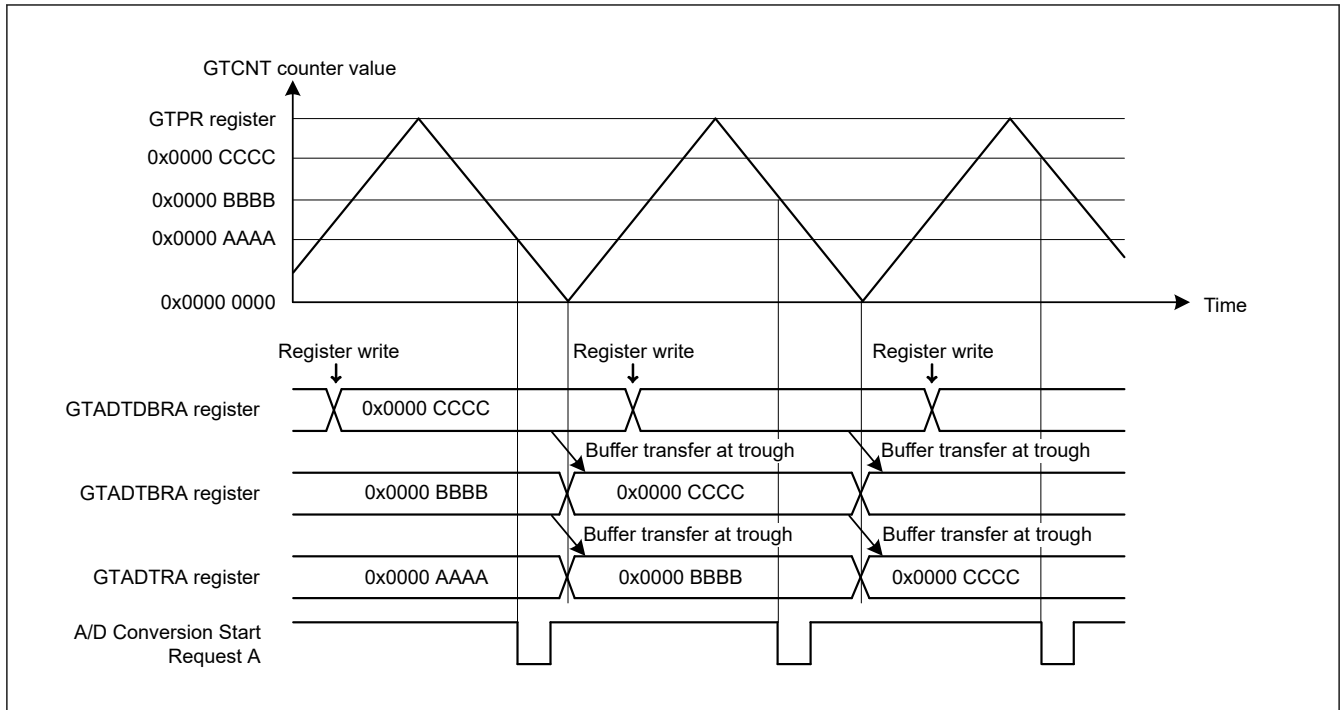 GTCNT counter value
GTPR register
0x0000 CCCC
0x0000 BBBB
0x0000 AAAA
0x0000 0000
Time
Register write
Register write
Register write
GTADTDBRA register
0x0000 CCCC
Buffer transfer at trough
Buffer transfer at trough
GTADTBRA register
0x0000 BBBB
0x0000 CCCC
Buffer transfer at trough
Buffer transfer at trough
GTADTRA register
0x0000 AAAA
0x0000 BBBB
0x0000 CCCC
A/D Conversion Start
Request A